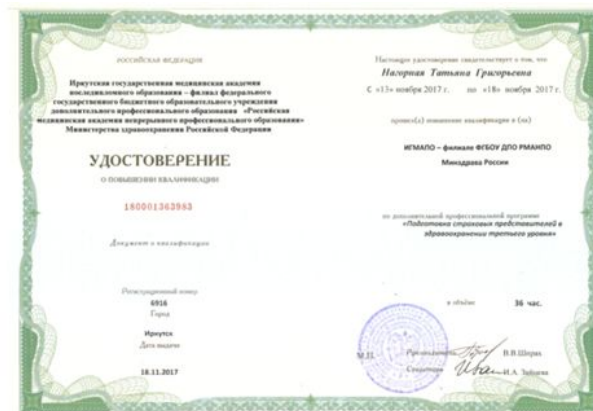 РОССИЙСКАЯ ФЕДЕРАЦИЯ
Иркутская государственная медицинская академия
последипломного образования – филиал федерального
государственного бюджетного образовательного учреждения
дополнительного профессионального образования «Российская
медицинская академия непрерывного профессионального образования»
Министерства здравоохранения Российской Федерации
УДОСТОВЕРЕНИЕ
О ПОВЫШЕНИИ КВАЛИФИКАЦИИ
180001363983
Документ о квалификации
Регистрационный номер
6916
Город
Иркутск
Дата выдачи
18.11.2017
Настоящее удостоверение свидетельствует о том, что
Нагорная Татьяна Григорьевна
С «13» ноября 2017 г. по «18» ноября 2017 г.
прошел(а) повышение квалификации в (на)
ИГМАПО – филиале ФГБОУ ДПО РМАНПО
Минздрава России
по дополнительной профессиональной программе
«Подготовка страховых представителей в
здравоохранении третьего уровня»
в объёме 36 час.
М.П. Руководитель В.В.Шпрах
Секретарь И.А. Зайцева